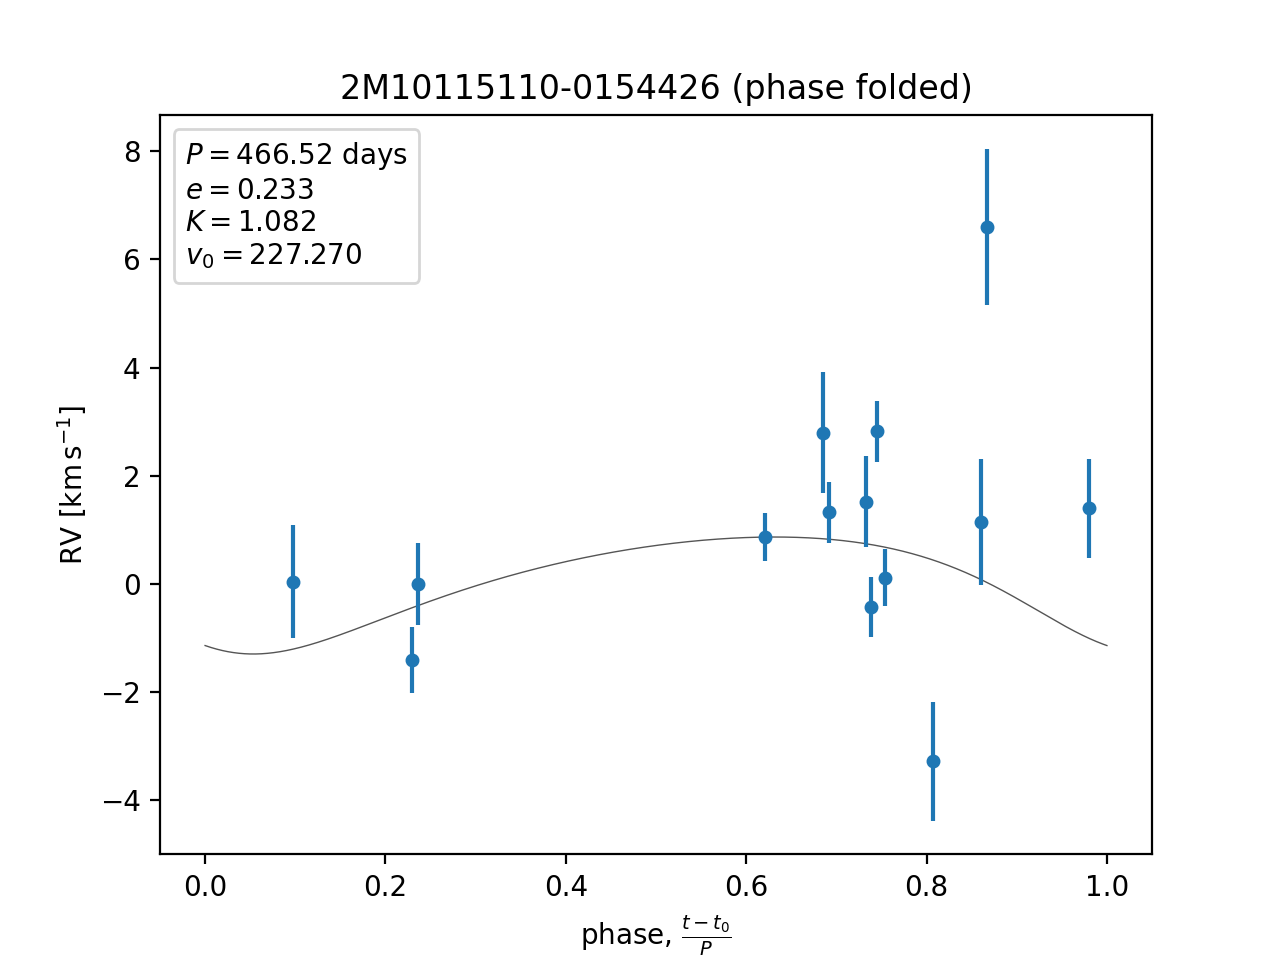 2M10115110-0154426 (phase folded)
P = 466.52 days
e = 0.233
K = 1.082
v₀ = 227.270
8
6
4
2
0
−2
−4
RV [km s⁻¹]
0.0 0.2 0.4 0.6 0.8 1.0
phase, (t − t₀)/P